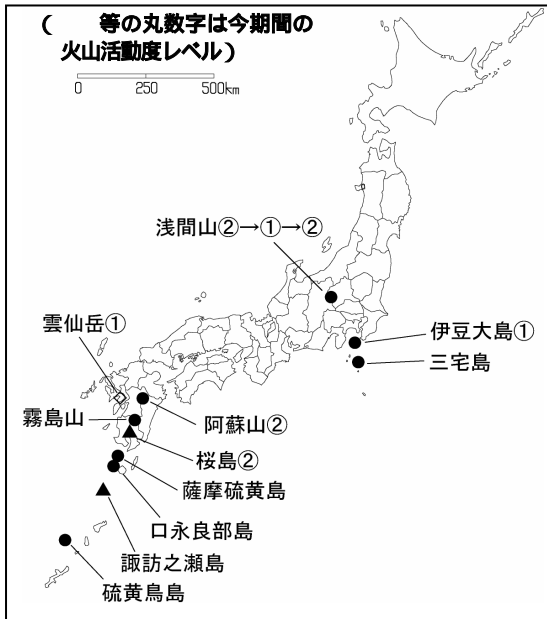 (　　等の丸数字は今期間の
火山活動度レベル)
0 250 500km
浅間山②→①→②
雲仙岳①
伊豆大島①
三宅島
霧島山
阿蘇山②
桜島②
薩摩硫黄島
口永良部島
諏訪之瀬島
硫黄鳥島